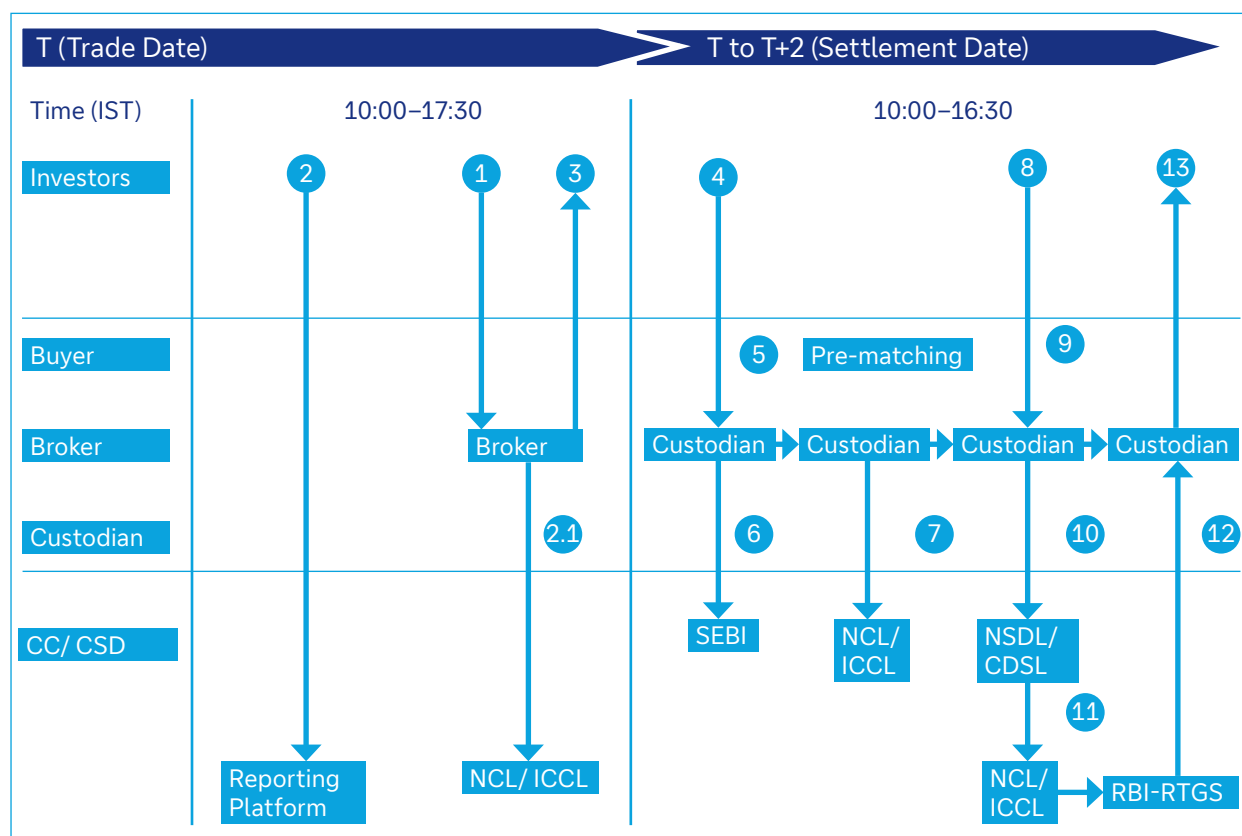 T (Trade Date)
T to T+2 (Settlement Date)
Time (IST)
10:00–17:30
10:00–16:30
Investors
2
1
3
4
8
13
Buyer
5
Pre-matching
9
Broker
Broker
Custodian
Custodian
Custodian
Custodian
Custodian
2.1
6
7
10
12
CC/ CSD
SEBI
NCL/
ICCL
NSDL/
CDSL
11
Reporting
Platform
NCL/ ICCL
NCL/
ICCL
RBI-RTGS